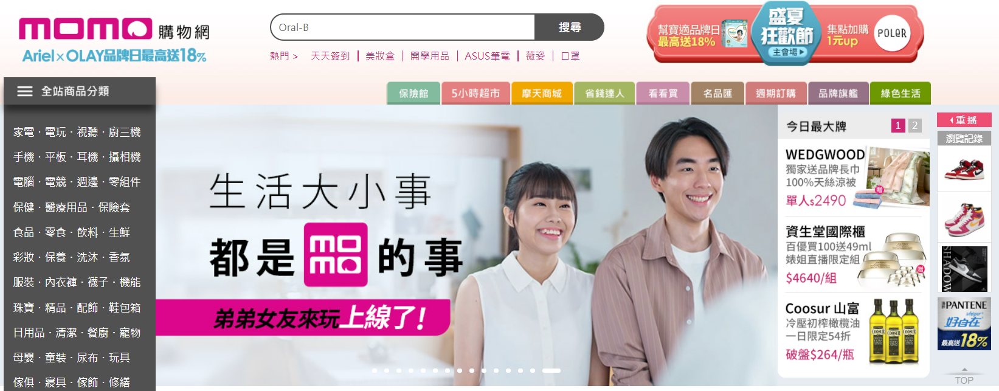 momo購物網
Ariel×OLAY品牌日最高送18%
Oral-B
搜尋
熱門 > 天天簽到 | 美妝盒 | 開學用品 | ASUS筆電 | 薇姿 | 口罩
幫寶適品牌日
最高送18%
盛夏
狂歡節
主會場
集點加購
1元up
POLeR
全站商品分類
保險館
5小時超市
摩天商城
省錢達人
看看買
名品匯
週期訂購
品牌旗艦
綠色生活
家電・電玩・視聽・廚三機
手機・平板・耳機・攝相機
電腦・電競・週邊・零組件
保健・醫療用品・保險套
食品・零食・飲料・生鮮
彩妝・保養・洗沐・香氛
服裝・內衣褲・襪子・機能
珠寶・精品・配飾・鞋包箱
日用品・清潔・餐廚・寵物
母嬰・童裝・尿布・玩具
傢俱・寢具・傢飾・修繕
生活大小事
都是momo的事
弟弟女友來玩上線了!
今日最大牌
1 2
WEDGWOOD
獨家送品牌長巾
100%天絲涼被
單人$2490
贈
資生堂國際櫃
百優買100送49ml
婊姐直播限定組
$4640/組
贈
Coosur 山富
冷壓初榨橄欖油
一日限定54折
破盤$264/瓶
COOSUR
COOSUR
COOSUR
重播
瀏覽記錄
SHADOW
PANTENE
whisper
好自在
最高送18%
TOP